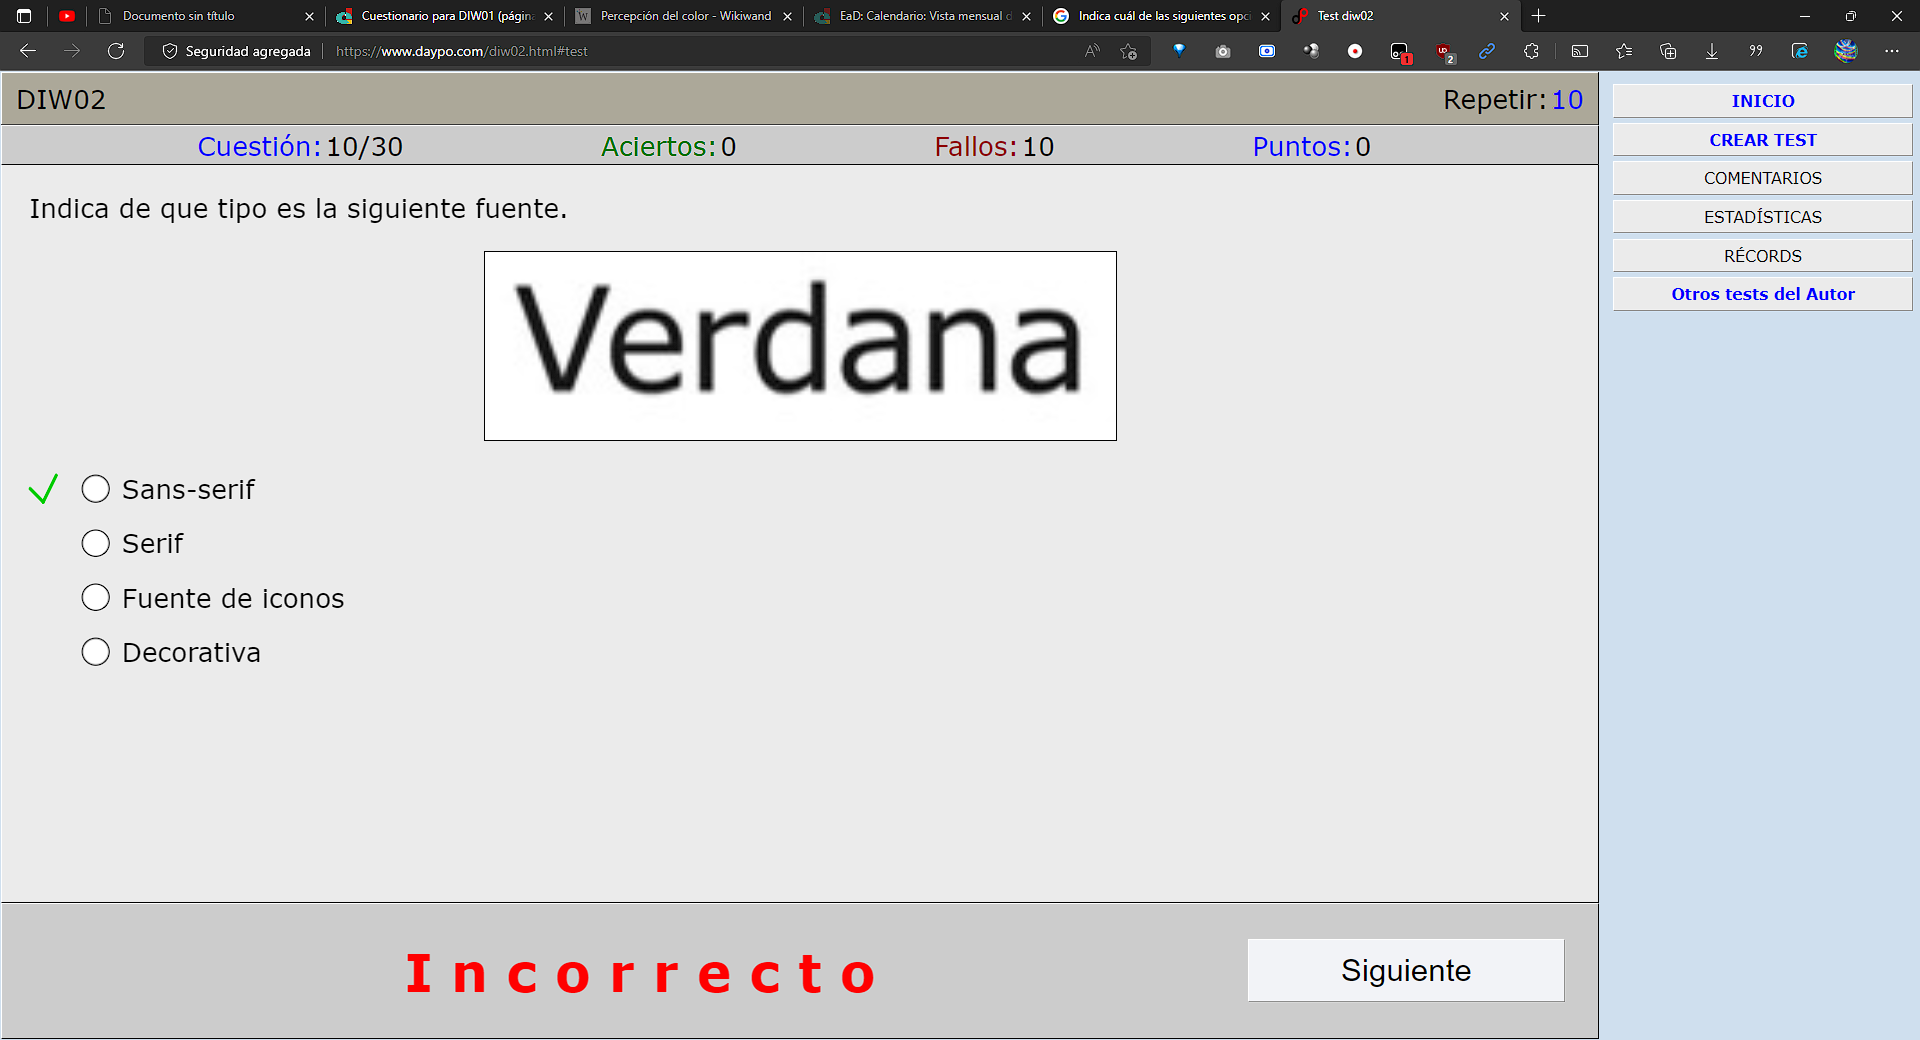 Documento sin título
Cuestionario para DIW01 (págin
Percepción del color - Wikiwand
EaD: Calendario: Vista mensual d
Indica cuál de las siguientes opc
Test diw02
Seguridad agregada
https://www.daypo.com/diw02.html#test
1
2
DIW02
Repetir: 10
Cuestión: 10/30
Aciertos: 0
Fallos: 10
Puntos: 0
Indica de que tipo es la siguiente fuente.
Verdana
Sans-serif
Serif
Fuente de iconos
Decorativa
Incorrecto
Siguiente
INICIO
CREAR TEST
COMENTARIOS
ESTADÍSTICAS
RÉCORDS
Otros tests del Autor